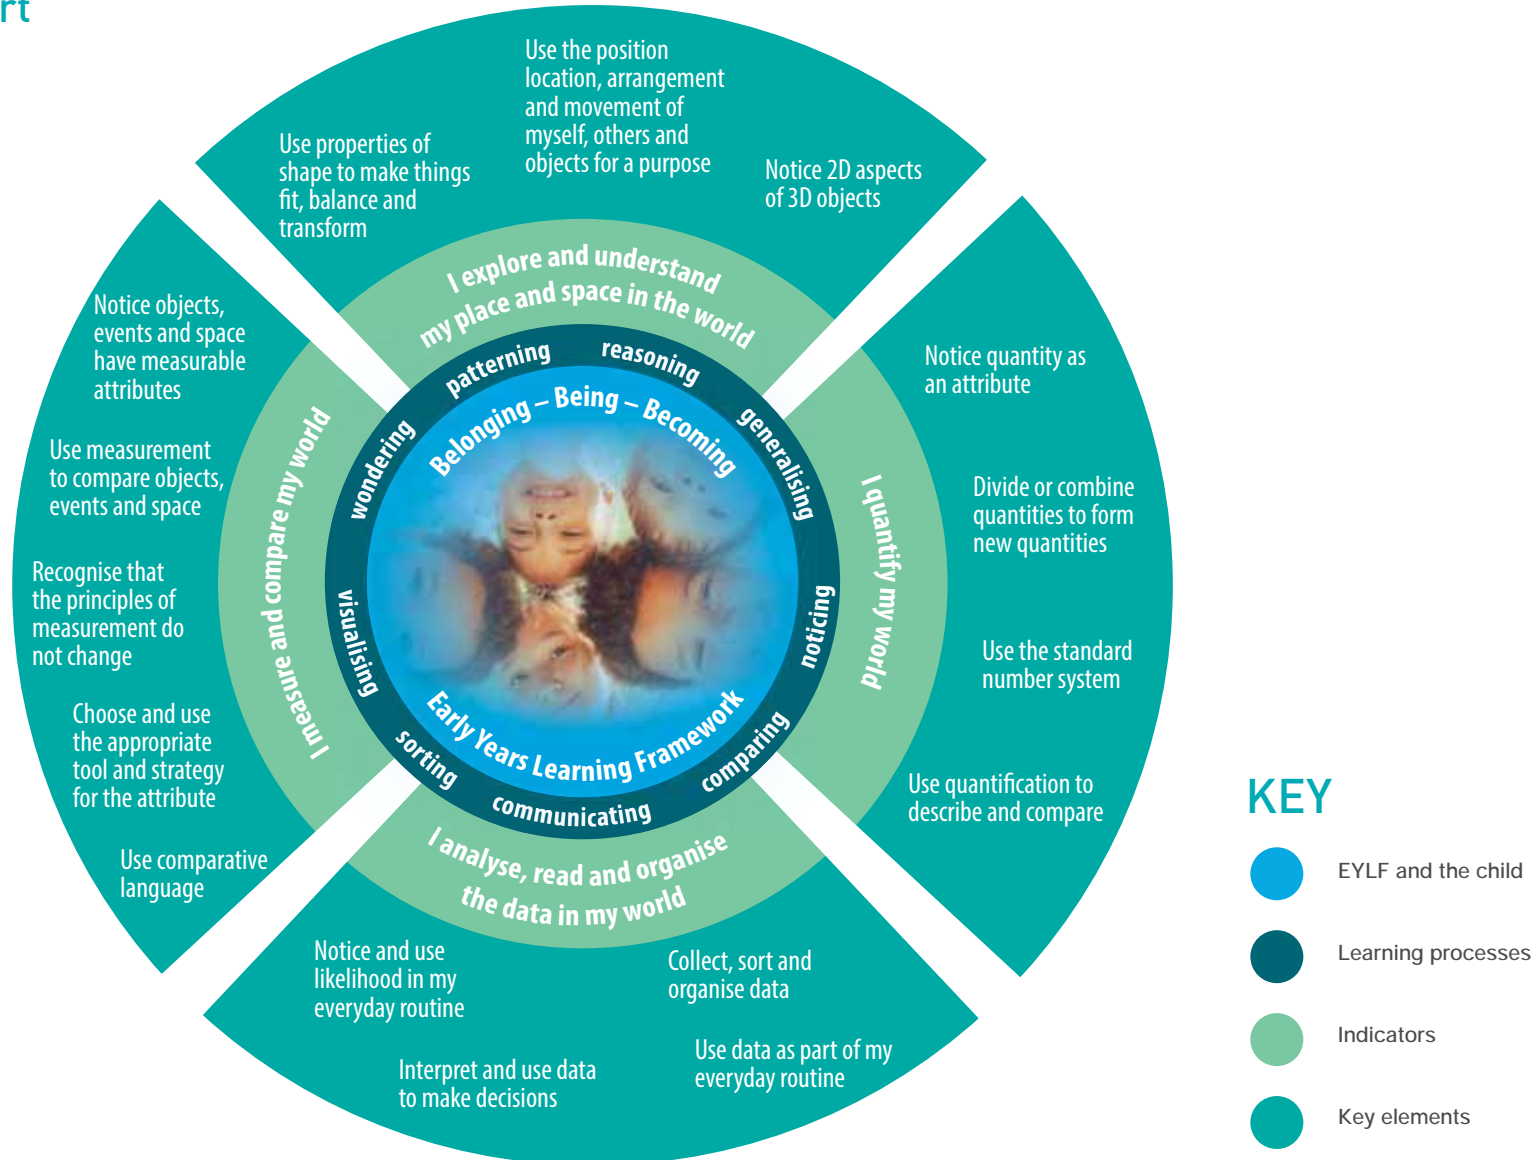 rt
Use the position
location, arrangement
and movement of
myself, others and
objects for a purpose
Use properties of
shape to make things
fit, balance and
transform
Notice 2D aspects
of 3D objects
I explore and understand
my place and space in the world
Notice objects,
events and space
have measurable
attributes
Use measurement
to compare objects,
events and space
Recognise that
the principles of
measurement do
not change
Choose and use
the appropriate
tool and strategy
for the attribute
Use comparative
language
I measure and compare my world
Notice quantity as
an attribute
Divide or combine
quantities to form
new quantities
Use the standard
number system
Use quantification to
describe and compare
I quantify my world
patterning
reasoning
generalising
noticing
comparing
communicating
sorting
visualising
wondering
Belonging – Being – Becoming
Early Years Learning Framework
I analyse, read and organise
the data in my world
Notice and use
likelihood in my
everyday routine
Interpret and use data
to make decisions
Collect, sort and
organise data
Use data as part of my
everyday routine
KEY
EYLF and the child
Learning processes
Indicators
Key elements